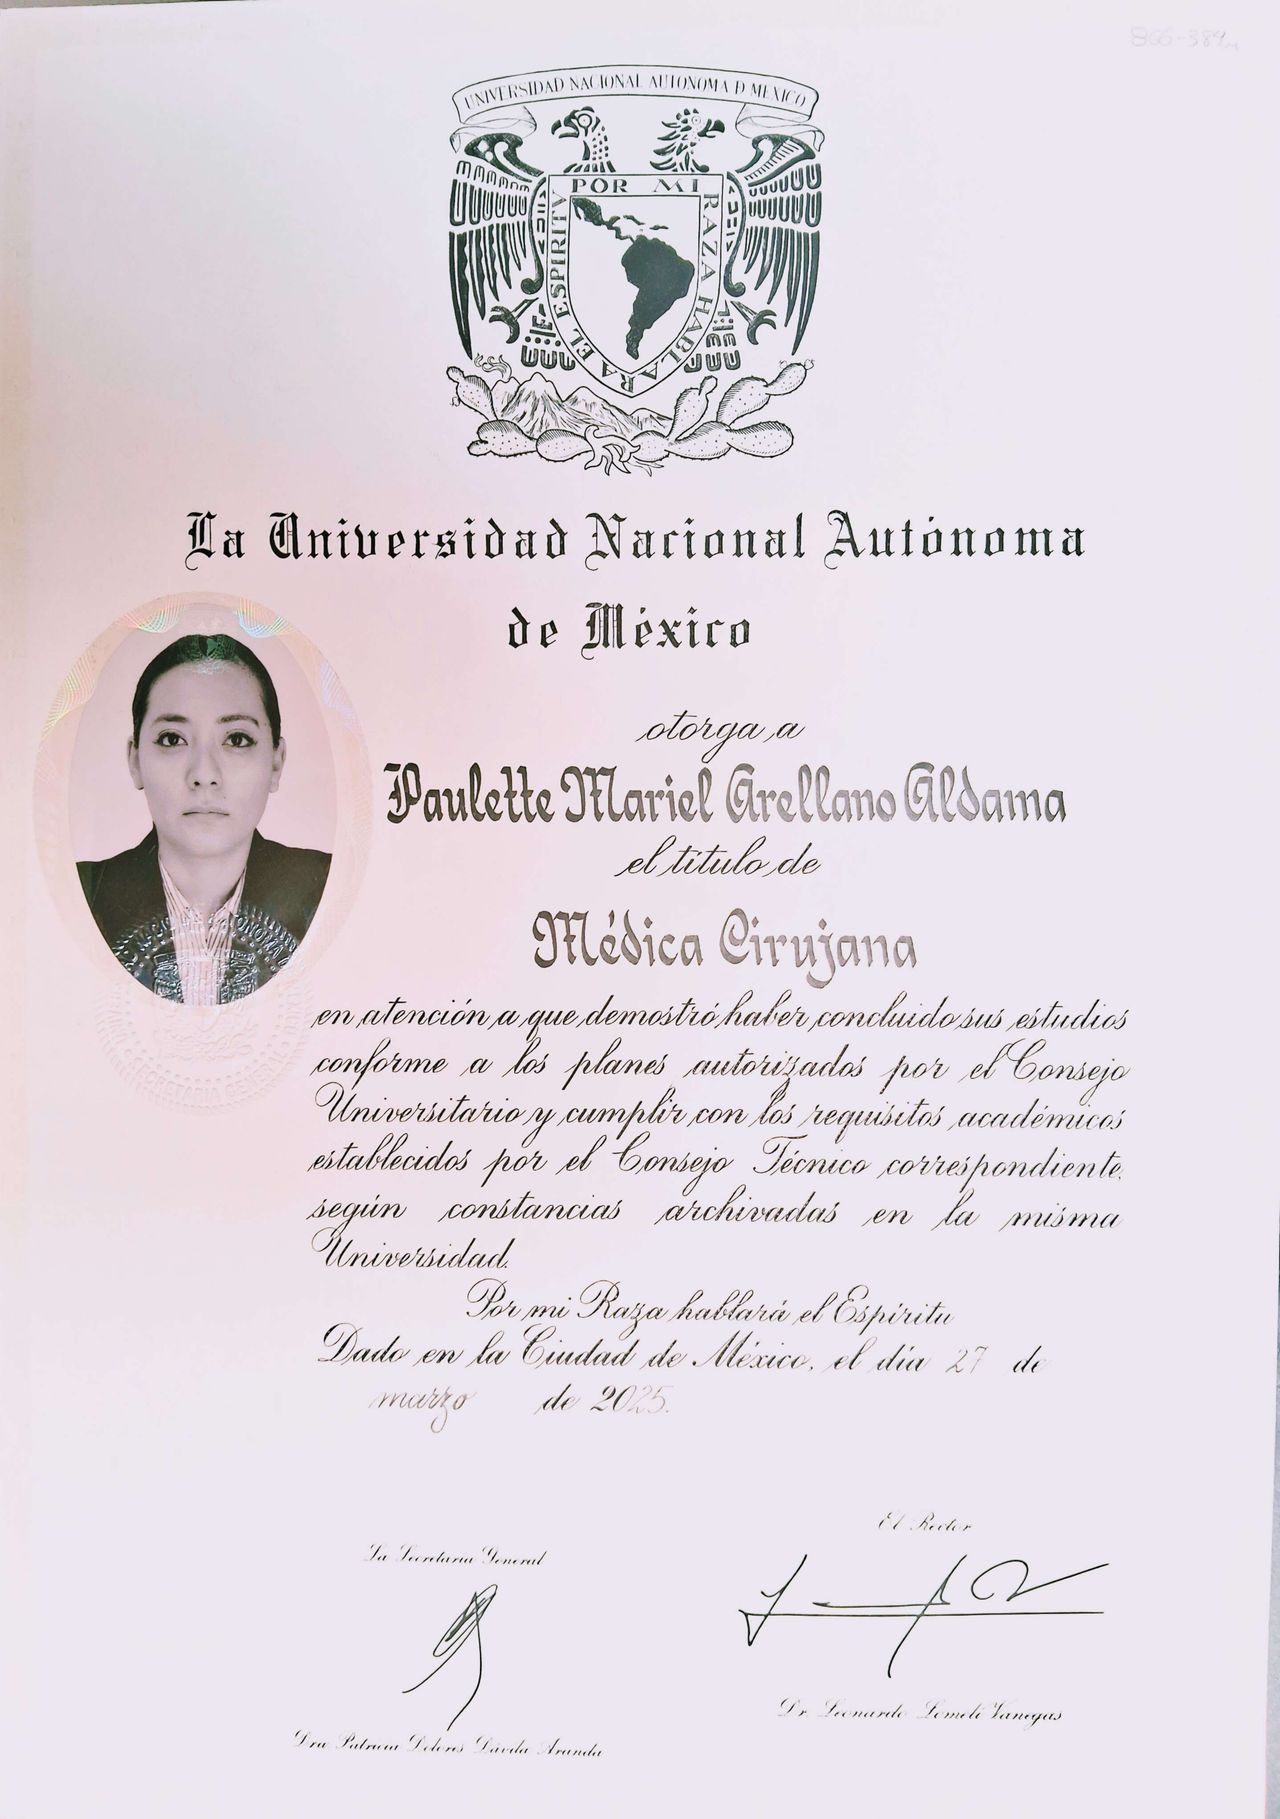 UNIVERSIDAD NACIONAL AUTONOMA D MEXICO
POR MI RAZA HABLARA EL ESPIRITU
La Universidad Nacional Autónoma
de México
otorga a
Paulette Mariel Arellano Aldama
el título de
Médica Cirujana
en atención a que demostró haber concluido sus estudios
conforme a los planes autorizados por el Consejo
Universitario y cumplir con los requisitos académicos
establecidos por el Consejo Técnico correspondiente,
según constancias archivadas en la misma
Universidad.
Por mi Raza hablará el Espíritu
Dado en la Ciudad de México, el día 27 de
marzo de 2025.
El Rector
La Secretaria General
Dr. Leonardo Lomelí Vanegas
Dra. Patricia Dolores Dávila Aranda